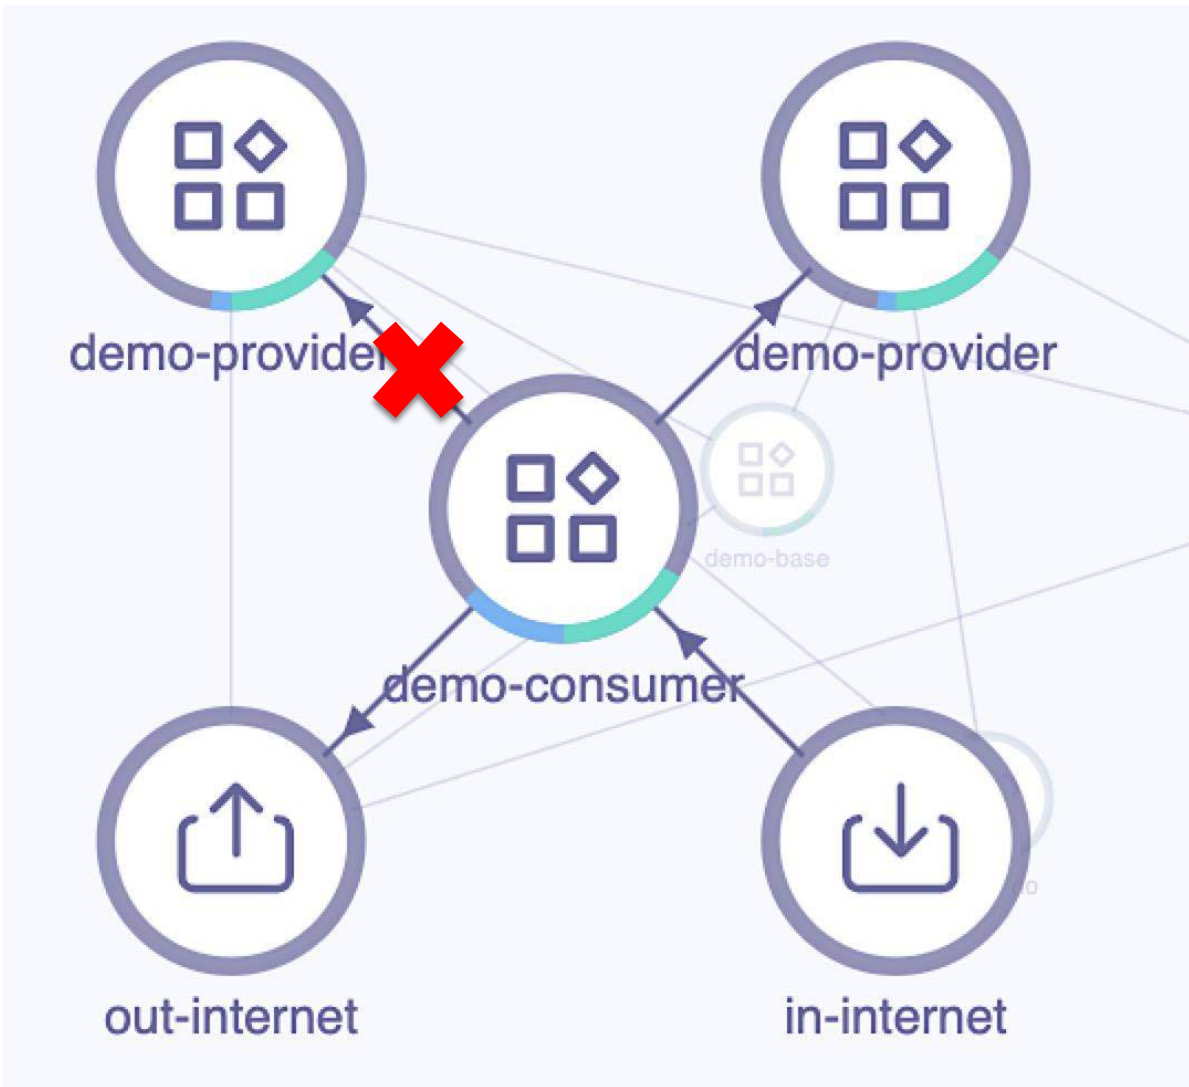 demo-provider
demo-provider
demo-base
demo-consumer
out-internet
in-internet